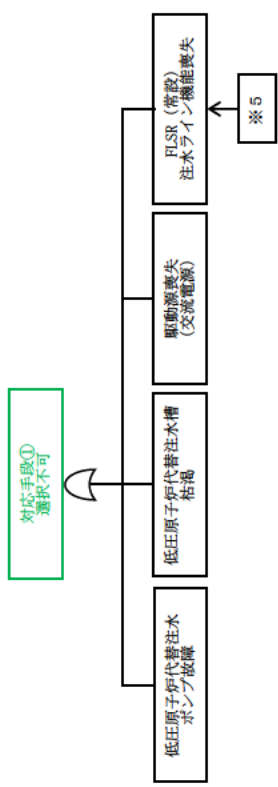 対応手段①
選択不可
低圧原子炉代替注水
ポンプ故障
低圧原子炉代替注水槽
枯渇
駆動源喪失
(交流電源)
FLSR(常設)
注水ライン機能喪失
※5